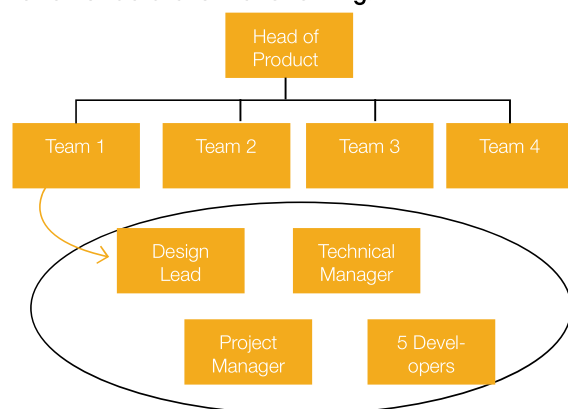 Head of
Product
Team 1
Team 2
Team 3
Team 4
Design
Lead
Technical
Manager
Project
Manager
5 Devel-
opers